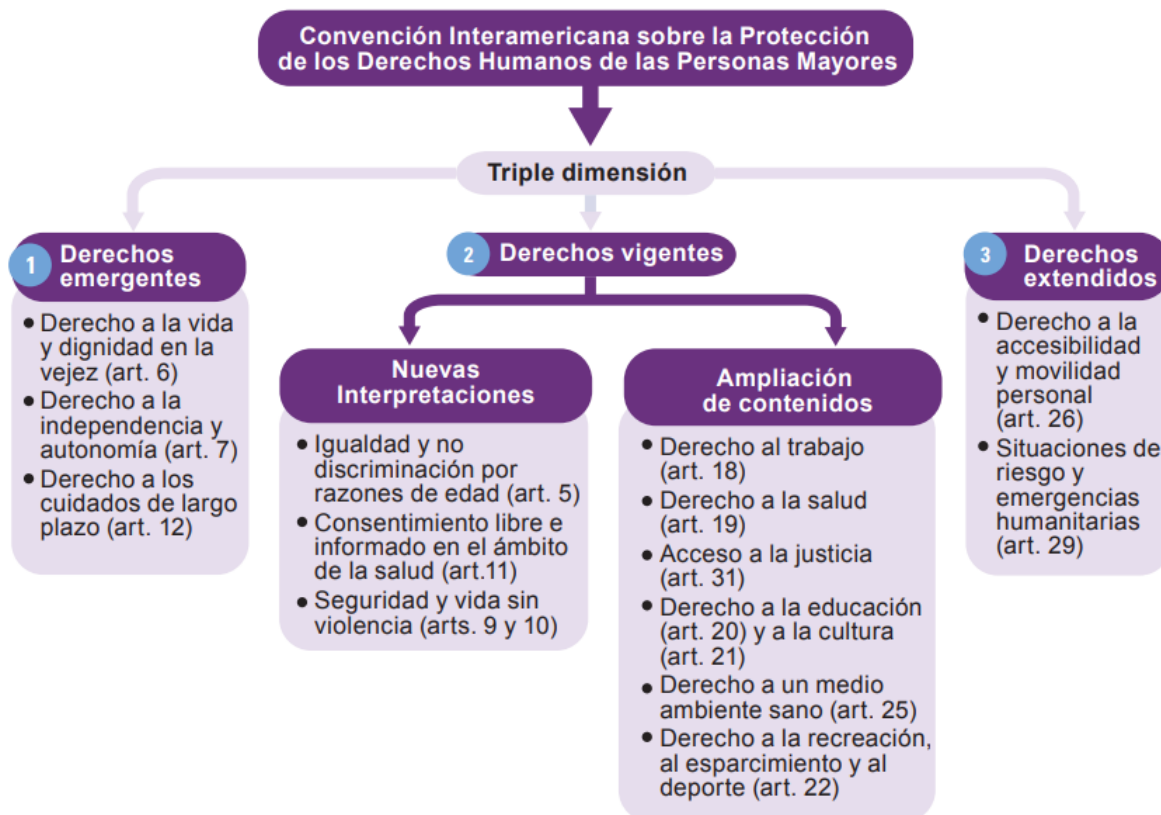 Convención Interamericana sobre la Protección
de los Derechos Humanos de las Personas Mayores
Triple dimensión
1 Derechos
emergentes
• Derecho a la vida
y dignidad en la
vejez (art. 6)
• Derecho a la
independencia y
autonomía (art. 7)
• Derecho a los
cuidados de largo
plazo (art. 12)
2 Derechos vigentes
Nuevas
Interpretaciones
• Igualdad y no
discriminación por
razones de edad (art. 5)
• Consentimiento libre e
informado en el ámbito
de la salud (art.11)
• Seguridad y vida sin
violencia (arts. 9 y 10)
Ampliación
de contenidos
• Derecho al trabajo
(art. 18)
• Derecho a la salud
(art. 19)
• Acceso a la justicia
(art. 31)
• Derecho a la educación
(art. 20) y a la cultura
(art. 21)
• Derecho a un medio
ambiente sano (art. 25)
• Derecho a la recreación,
al esparcimiento y al
deporte (art. 22)
3 Derechos
extendidos
• Derecho a la
accesibilidad
y movilidad
personal
(art. 26)
• Situaciones de
riesgo y
emergencias
humanitarias
(art. 29)